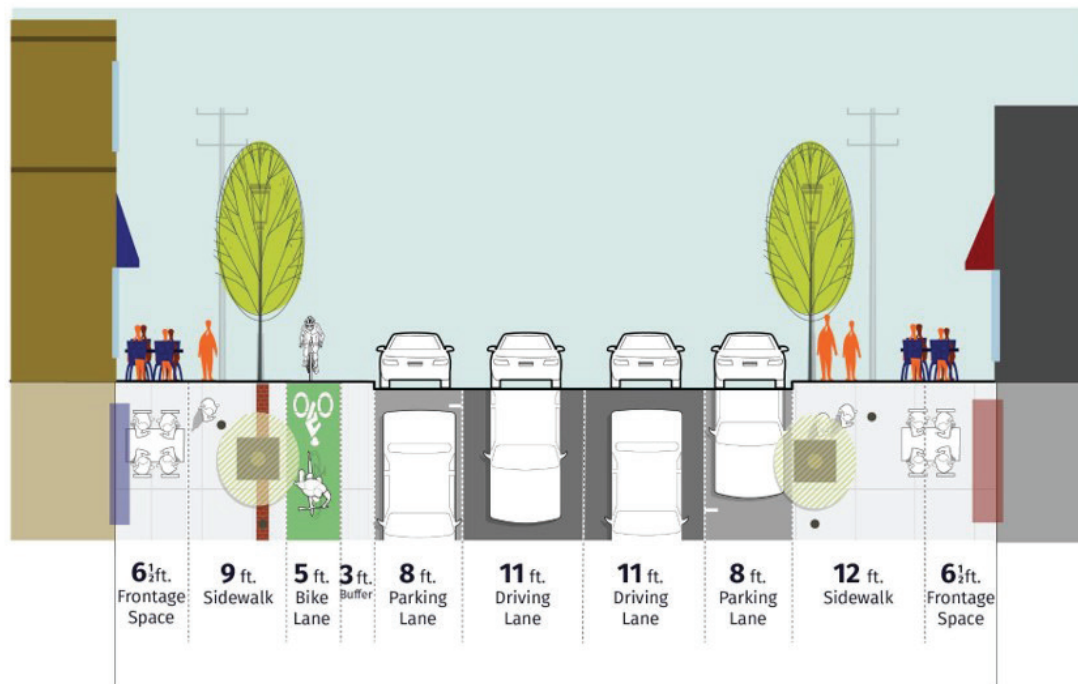 6½ft.
Frontage
Space
9 ft.
Sidewalk
5 ft.
Bike
Lane
3 ft.
Buffer
8 ft.
Parking
Lane
11 ft.
Driving
Lane
11 ft.
Driving
Lane
8 ft.
Parking
Lane
12 ft.
Sidewalk
6½ft.
Frontage
Space